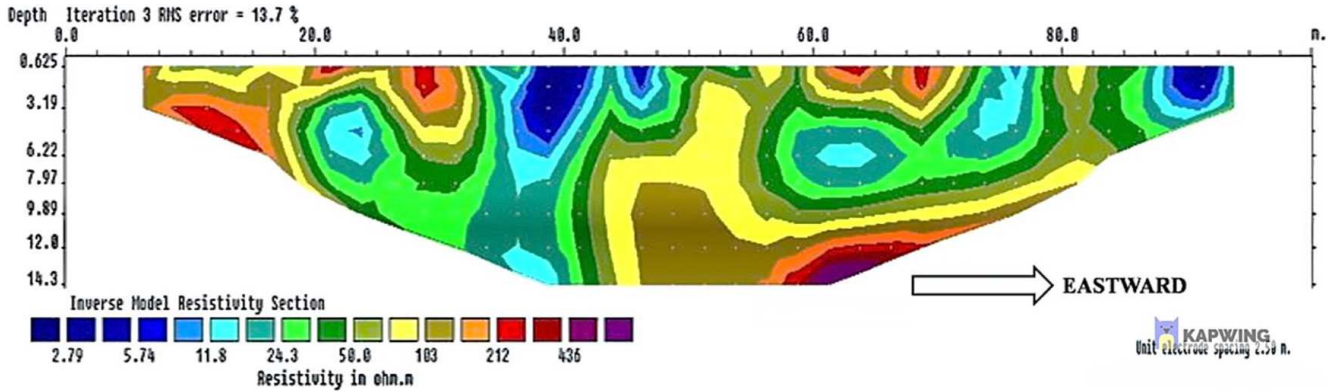 Depth Iteration 3 RMS error = 13.7 %
0.0 20.0 40.0 60.0 80.0 m.
0.625
3.19
6.22
7.97
9.89
12.0
14.3
EASTWARD
Inverse Model Resistivity Section
2.79 5.74 11.8 24.3 50.0 103 212 436
Resistivity in ohm.m
KAPWING
Unit electrode spacing 2.50 m.